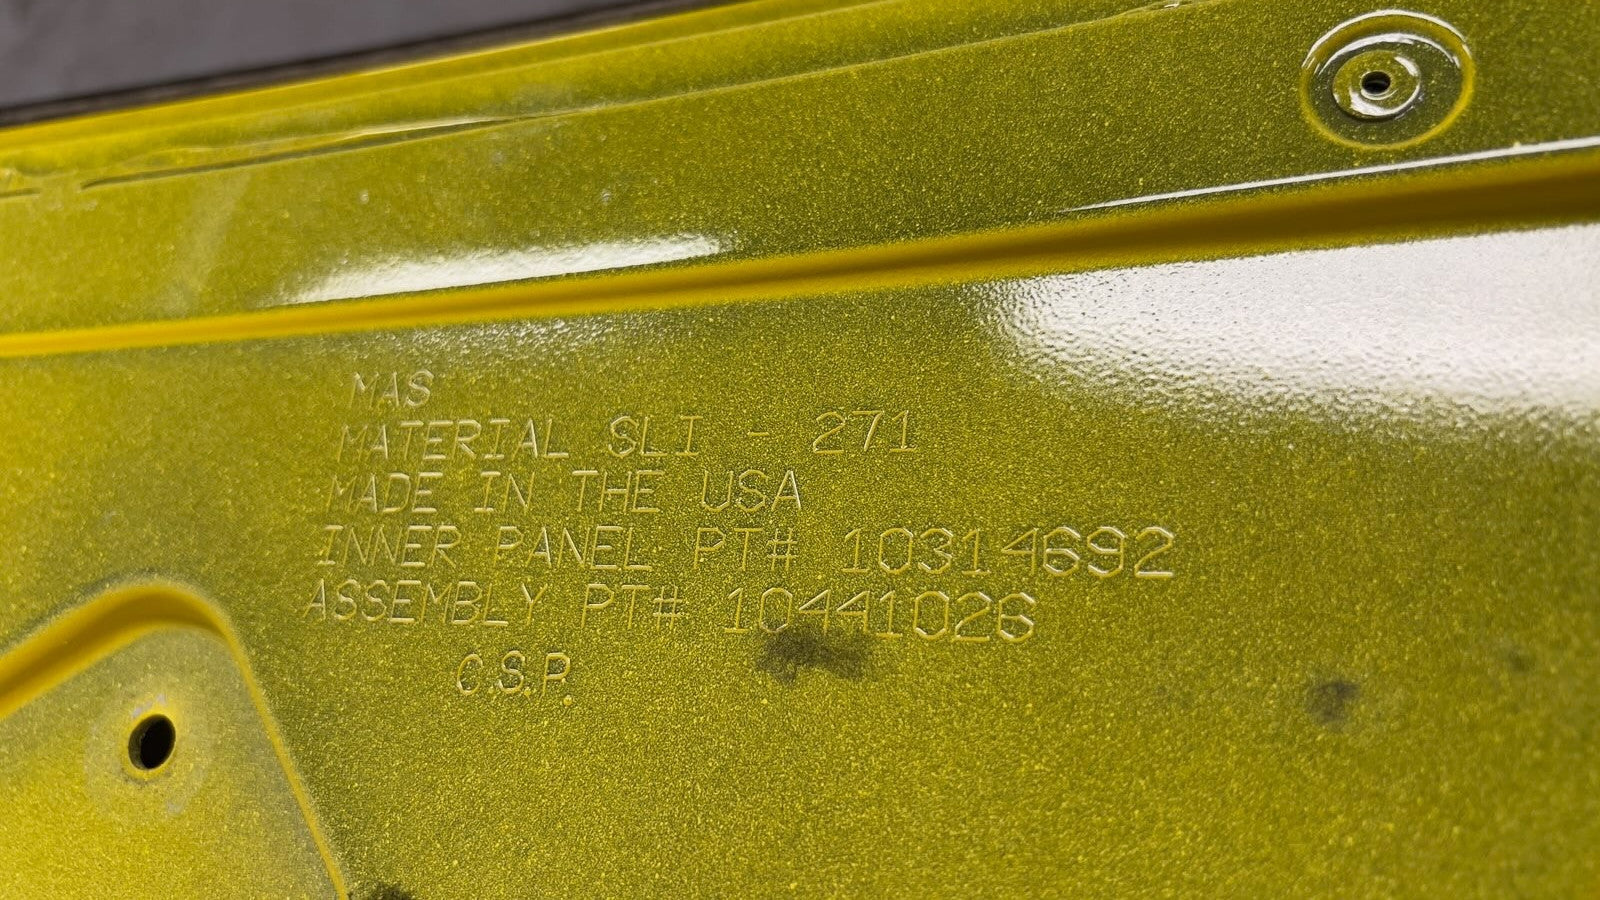 MAS
MATERIAL SLI - 271
MADE IN THE USA
INNER PANEL PT# 10314692
ASSEMBLY PT# 10441026
C.S.P.